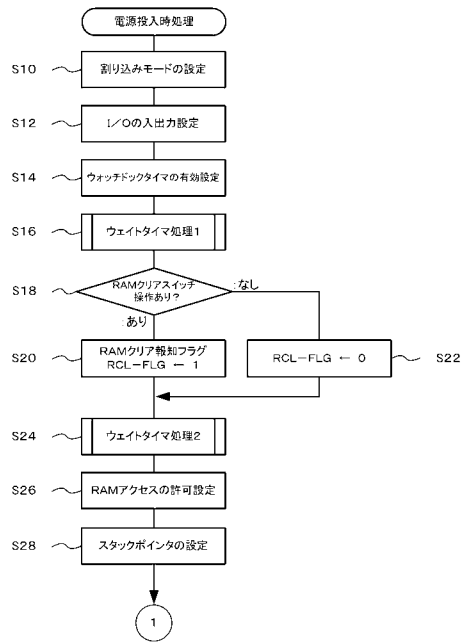 電源投入時処理
S10
割り込みモードの設定
S12
I/Oの入出力設定
S14
ウォッチドックタイマの有効設定
S16
ウェイトタイマ処理1
S18
RAMクリアスイッチ
操作あり?
:なし
:あり
S20
RAMクリア報知フラグ
RCL-FLG ← 1
RCL-FLG ← 0
S22
S24
ウェイトタイマ処理2
S26
RAMアクセスの許可設定
S28
スタックポインタの設定
1